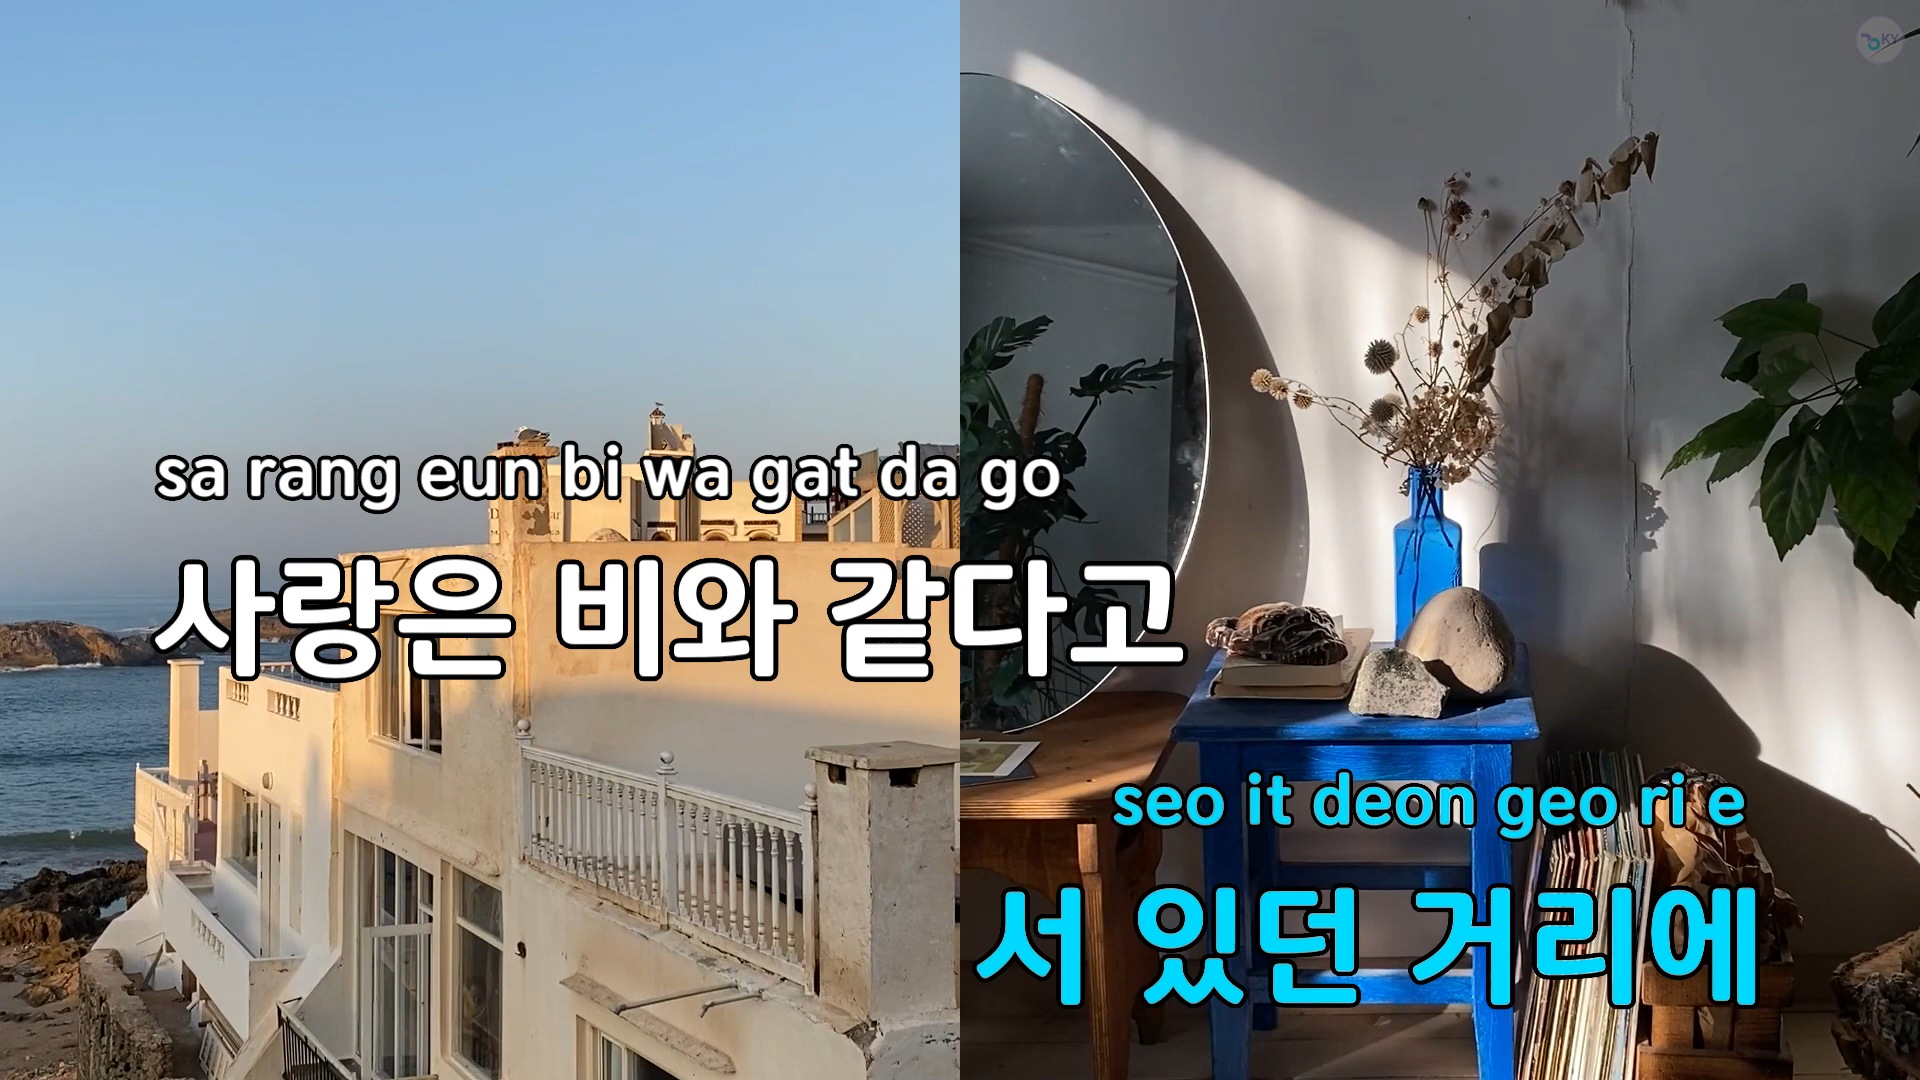 sa rang eun bi wa gat da go
사랑은 비와 같다고
seo it deon geo ri e
서 있던 거리에
KY